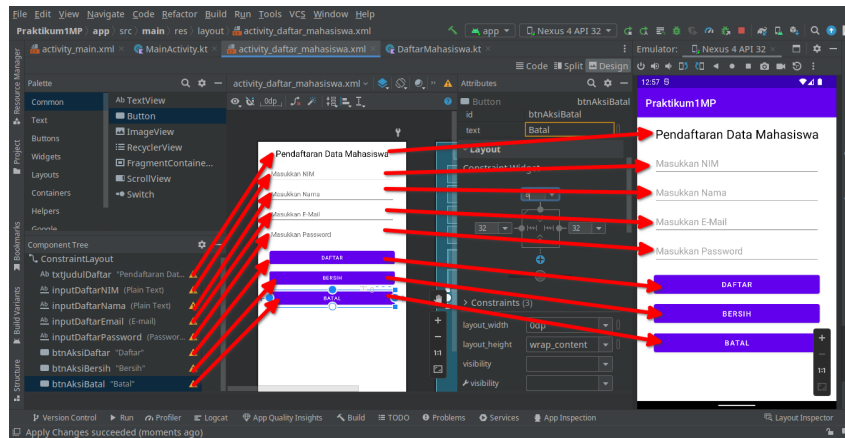 File Edit View Navigate Code Refactor Build Run Tools VCS Window Help
Praktikum1MP app src main res layout activity_daftar_mahasiswa.xml app Nexus 4 API 32
activity_main.xml MainActivity.kt activity_daftar_mahasiswa.xml DaftarMahasiswa.kt Emulator: Nexus 4 API 32
Code Split Design
Resource Manager
Project
Bookmarks
Build Variants
Structure
Palette
Common
Text
Buttons
Widgets
Layouts
Containers
Helpers
Google
Ab TextView
Button
ImageView
RecyclerView
FragmentContaine...
ScrollView
Switch
Component Tree
ConstraintLayout
Ab txtJudulDaftar "Pendaftaran Dat...
Ab inputDaftarNIM (Plain Text)
Ab inputDaftarNama (Plain Text)
Ab inputDaftarEmail (E-mail)
Ab inputDaftarPassword (Passwor...
btnAksiDaftar "Daftar"
btnAksiBersih "Bersih"
btnAksiBatal "Batal"
activity_daftar_mahasiswa.xml
0dp
Pendaftaran Data Mahasiswa
Masukkan NIM
Masukkan Nama
Masukkan E-Mail
Masukkan Password
DAFTAR
BERSIH
BATAL
1:1
Attributes
Button btnAksiBatal
id btnAksiBatal
text Batal
Layout
Constraint Widget
8
32 32
Constraints (3)
layout_width 0dp
layout_height wrap_content
visibility
visibility
12:57
Praktikum1MP
Pendaftaran Data Mahasiswa
Masukkan NIM
Masukkan Nama
Masukkan E-Mail
Masukkan Password
DAFTAR
BERSIH
BATAL
1:1
Version Control Run Profiler Logcat App Quality Insights Build TODO Problems Services App Inspection Layout Inspector
Apply Changes succeeded (moments ago)